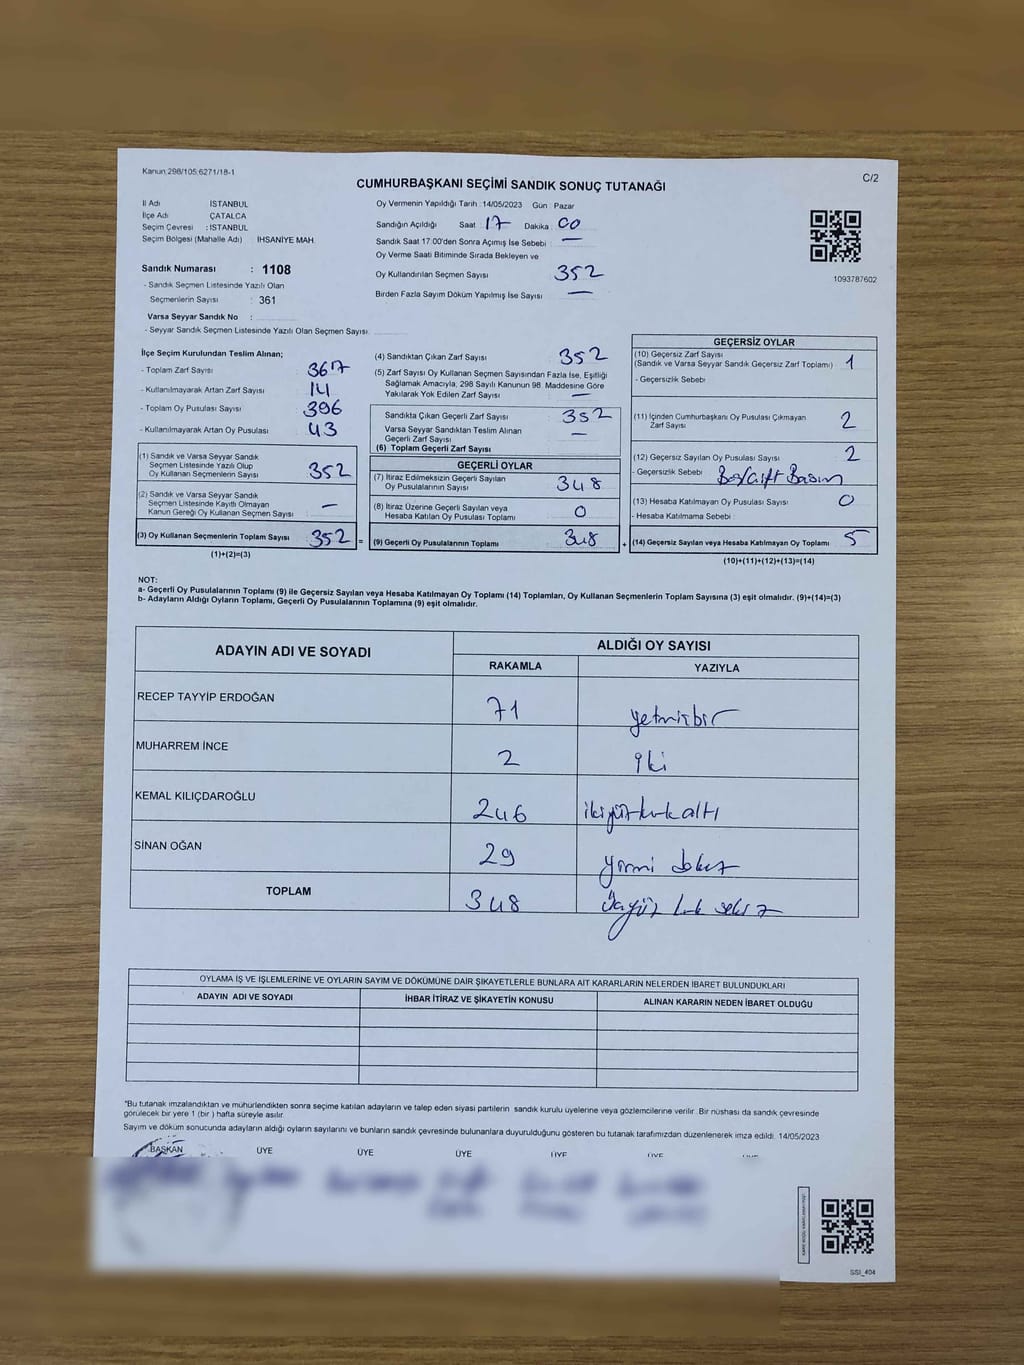 Kanun 298/105;6271/18-1
C/2
CUMHURBAŞKANI SEÇİMİ SANDIK SONUÇ TUTANAĞI
İl Adı İSTANBUL
İlçe Adı ÇATALCA
Seçim Çevresi : İSTANBUL
Seçim Bölgesi (Mahalle Adı) İHSANİYE MAH.
Sandık Numarası : 1108
- Sandık Seçmen Listesinde Yazılı Olan
Seçmenlerin Sayısı : 361
Varsa Seyyar Sandık No :
- Seyyar Sandık Seçmen Listesinde Yazılı Olan Seçmen Sayısı
Oy Vermenin Yapıldığı Tarih : 14/05/2023 Gün : Pazar
Sandığın Açıldığı Saat 17 Dakika 00
Sandık Saat 17:00'den Sonra Açımış İse Sebebi : —
Oy Verme Saati Bitiminde Sırada Bekleyen ve
Oy Kullandırılan Seçmen Sayısı 352
Birden Fazla Sayım Döküm Yapılmış İse Sayısı —
1093787602
İlçe Seçim Kurulundan Teslim Alınan;
- Toplam Zarf Sayısı 367
- Kullanılmayarak Artan Zarf Sayısı 14
- Toplam Oy Pusulası Sayısı 396
- Kullanılmayarak Artan Oy Pusulası 43
(1) Sandık ve Varsa Seyyar Sandık
Seçmen Listesinde Yazılı Olup
Oy Kullanan Seçmenlerin Sayısı 352
(2) Sandık ve Varsa Seyyar Sandık
Seçmen Listesinde Kayıtlı Olmayan
Kanun Gereği Oy Kullanan Seçmen Sayısı —
(3) Oy Kullanan Seçmenlerin Toplam Sayısı 352 =
(1)+(2)=(3)
(4) Sandıktan Çıkan Zarf Sayısı 352
(5) Zarf Sayısı Oy Kullanan Seçmen Sayısından Fazla İse, Eşitliği
Sağlamak Amacıyla, 298 Sayılı Kanunun 98. Maddesine Göre
Yakılarak Yok Edilen Zarf Sayısı —
Sandıkta Çıkan Geçerli Zarf Sayısı 352
Varsa Seyyar Sandıktan Teslim Alınan
Geçerli Zarf Sayısı —
(6) Toplam Geçerli Zarf Sayısı
GEÇERLİ OYLAR
(7) İtiraz Edilmeksizin Geçerli Sayılan
Oy Pusulalarının Sayısı 348
(8) İtiraz Üzerine Geçerli Sayılan veya
Hesaba Katılan Oy Pusulası Toplamı 0
(9) Geçerli Oy Pusulalarının Toplamı 348 +
GEÇERSİZ OYLAR
(10) Geçersiz Zarf Sayısı
(Sandık ve Varsa Seyyar Sandık Geçersiz Zarf Toplamı) 1
- Geçersizlik Sebebi
(11) İçinden Cumhurbaşkanı Oy Pusulası Çıkmayan
Zarf Sayısı 2
(12) Geçersiz Sayılan Oy Pusulası Sayısı 2
- Geçersizlik Sebebi : Boş/Çift Basım
(13) Hesaba Katılmayan Oy Pusulası Sayısı 0
- Hesaba Katılmama Sebebi :
(14) Geçersiz Sayılan veya Hesaba Katılmayan Oy Toplamı 5
(10)+(11)+(12)+(13)=(14)
NOT:
a- Geçerli Oy Pusulalarının Toplamı (9) ile Geçersiz Sayılan veya Hesaba Katılmayan Oy Toplamı (14) Toplamları, Oy Kullanan Seçmenlerin Toplam Sayısına (3) eşit olmalıdır. (9)+(14)=(3)
b- Adayların Aldığı Oyların Toplamı, Geçerli Oy Pusulalarının Toplamına (9) eşit olmalıdır.
ADAYIN ADI VE SOYADI ALDIĞI OY SAYISI
RAKAMLA YAZIYLA
RECEP TAYYİP ERDOĞAN 71 yetmişbir
MUHARREM İNCE 2 iki
KEMAL KILIÇDAROĞLU 246 ikiyüzkırkaltı
SİNAN OĞAN 29 yirmi dokuz
TOPLAM 348 Üçyüz kırk sekiz
OYLAMA İŞ VE İŞLEMLERİNE VE OYLARIN SAYIM VE DÖKÜMÜNE DAİR ŞİKAYETLERLE BUNLARA AİT KARARLARIN NELERDEN İBARET BULUNDUKLARI
ADAYIN ADI VE SOYADI İHBAR İTİRAZ VE ŞİKAYETİN KONUSU ALINAN KARARIN NEDEN İBARET OLDUĞU
*Bu tutanak imzalandıktan ve mühürlendikten sonra seçime katılan adayların ve talep eden siyasi partilerin sandık kurulu üyelerine veya gözlemcilerine verilir. Bir nüshası da sandık çevresinde
görülecek bir yere 1 (bir ) hafta süreyle asılır.
Sayım ve döküm sonucunda adayların aldığı oyların sayılarını ve bunların sandık çevresinde bulunanlara duyurulduğunu gösteren bu tutanak tarafımızdan düzenlenerek imza edildi. 14/05/2023
BAŞKAN ÜYE ÜYE ÜYE ÜYE ÜYE
SSI_404